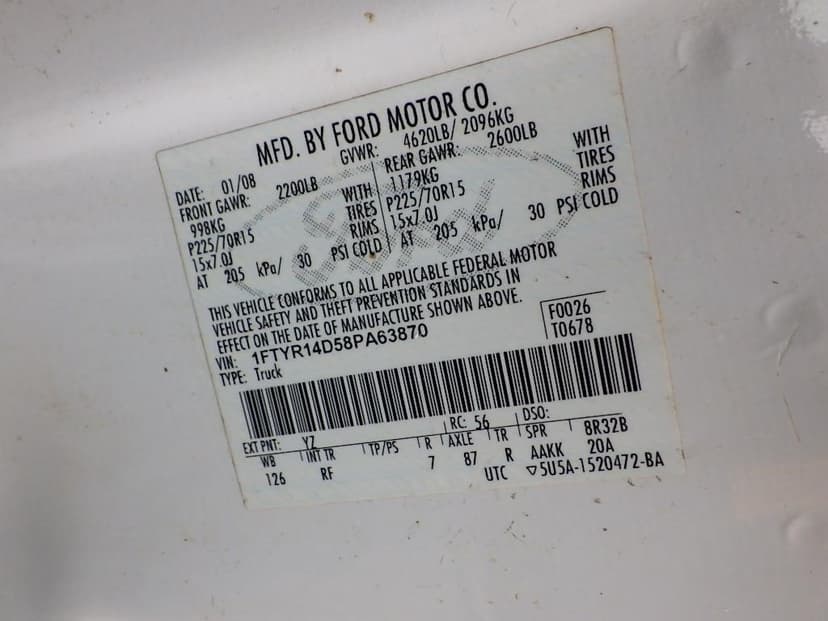 MFD. BY FORD MOTOR CO.
DATE: 01/08 GVWR: 4620LB/ 2096KG
FRONT GAWR: 2200LB REAR GAWR: 2600LB
998KG WITH 1179KG WITH
P225/70R15 TIRES P225/70R15 TIRES
15x7.0J RIMS 15x7.0J RIMS
AT 205 kPa/ 30 PSI COLD AT 205 kPa/ 30 PSI COLD
THIS VEHICLE CONFORMS TO ALL APPLICABLE FEDERAL MOTOR
VEHICLE SAFETY AND THEFT PREVENTION STANDARDS IN
EFFECT ON THE DATE OF MANUFACTURE SHOWN ABOVE.
VIN: 1FTYR14D58PA63870 F0026
TYPE: Truck T0678
EXT PNT: YZ RC: 56 DSO:
WB INT TR TP/PS R AXLE TR SPR 8R32B
126 RF 7 87 R AAKK 20A
UTC ▽5U5A-1520472-BA